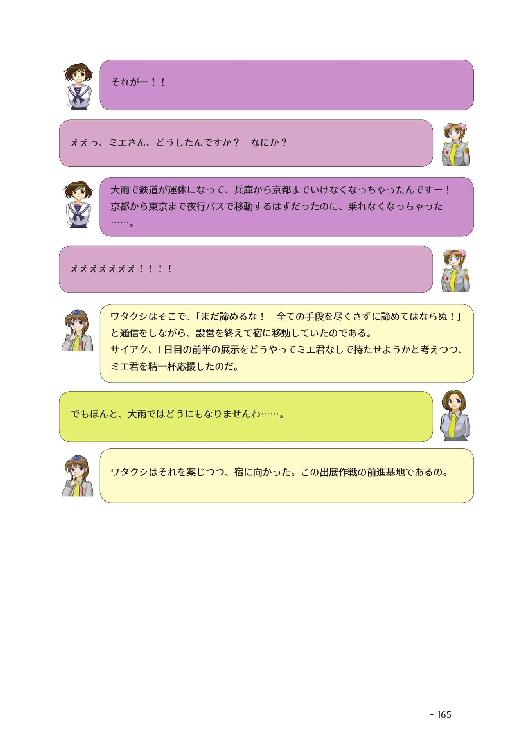 それがー！！
ええっ、ミエさん、どうしたんですか？　なにか？
大雨で鉄道が運休になって、兵庫から京都までいけなくなっちゃったんですー！
京都から東京まで夜行バスで移動するはずだったのに、乗れなくなっちゃった
……。
えええええええ！！！！
ワタクシはそこで、「まだ諦めるな！　全ての手段を尽くさずに諦めてはならぬ！」
と通信をしながら、設営を終えて宿に移動していたのである。
サイアク、1日目の前半の展示をどうやってミエ君なしで持たせようかと考えつつ、
ミエ君を精一杯応援したのだ。
でもほんと、大雨ではどうにもなりませんわ……。
ワタクシはそれを案じつつ、宿に向かった。この出展作戦の前進基地であるの。
- 165